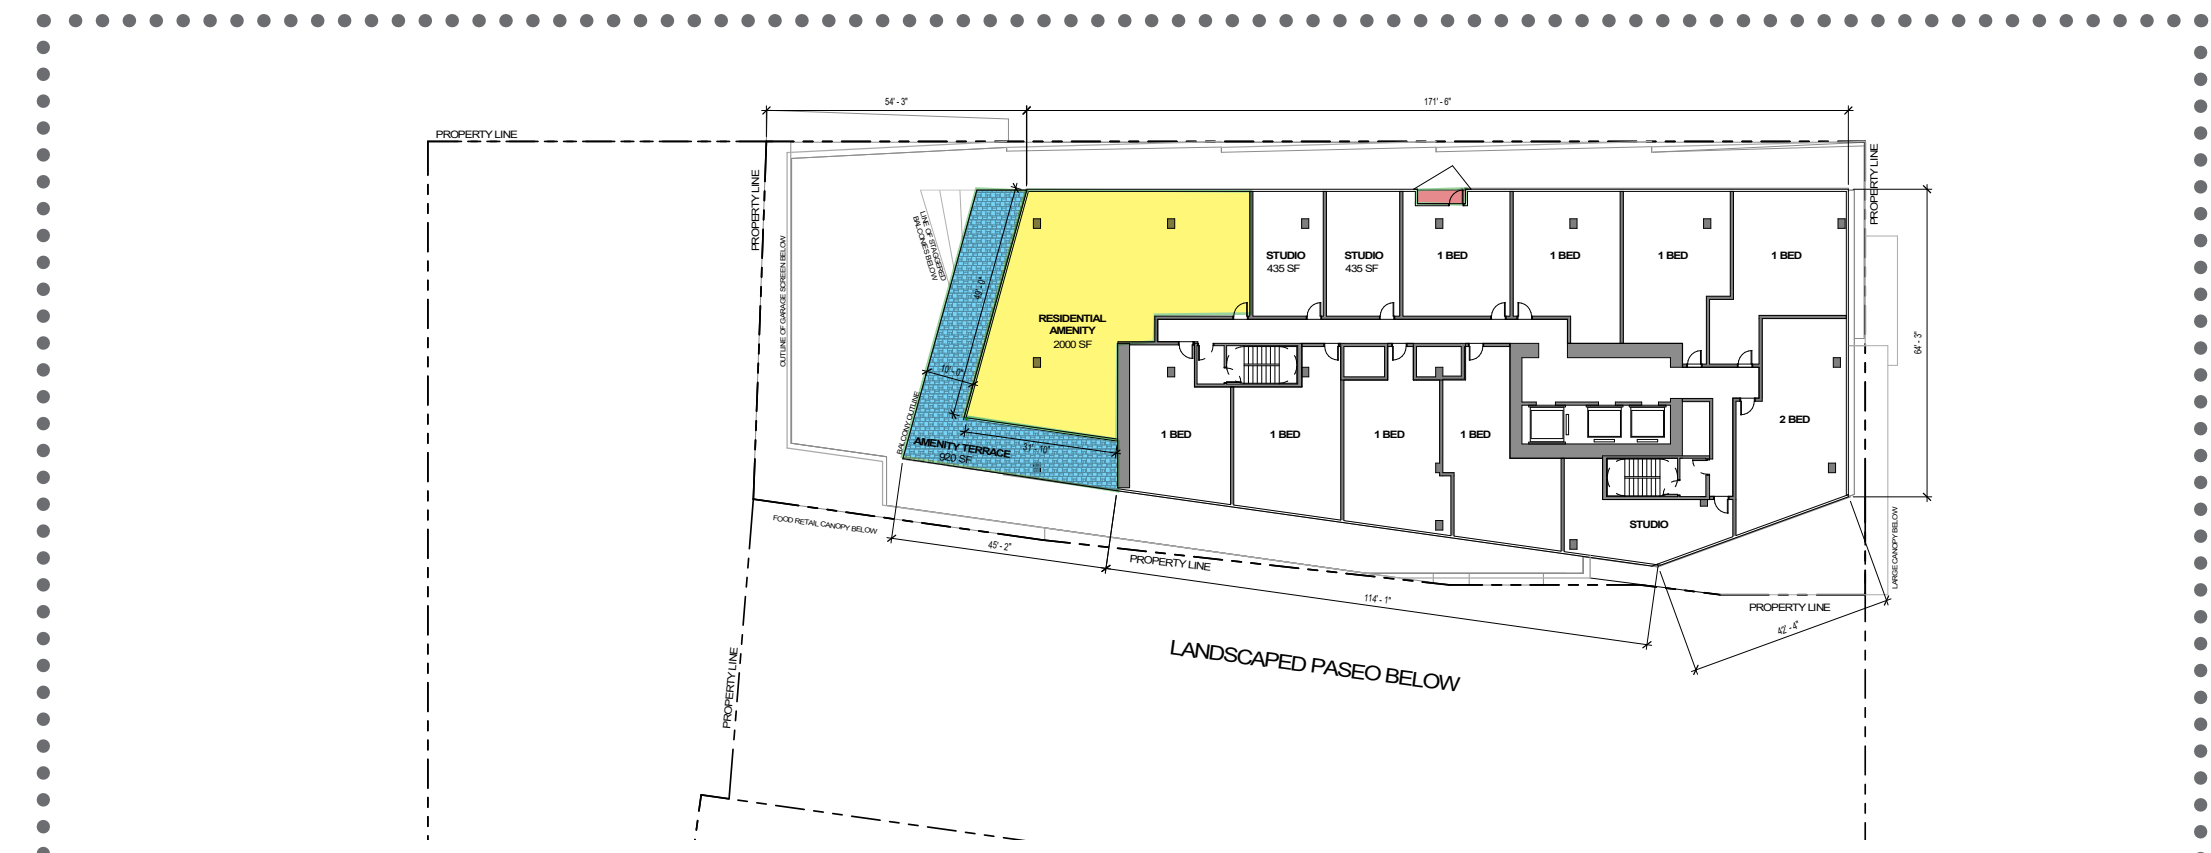 54' - 3"
171' - 6"
PROPERTY LINE
PROPERTY LINE
PROPERTY LINE
OUTLINE OF GARAGE SCREEN BELOW
LINE OF STAGGERED
BALCONIES BELOW
49' - 0"
10' - 0"
RESIDENTIAL
AMENITY
2000 SF
STUDIO
435 SF
STUDIO
435 SF
1 BED
1 BED
1 BED
1 BED
64' - 3"
BALCONY OUTLINE
AMENITY TERRACE
920 SF
31' - 10"
1 BED
1 BED
1 BED
1 BED
2 BED
STUDIO
FOOD RETAIL CANOPY BELOW
45' - 2"
PROPERTY LINE
114' - 1"
LARGE CANOPY BELOW
PROPERTY LINE
42' - 4"
LANDSCAPED PASEO BELOW
PROPERTY LINE